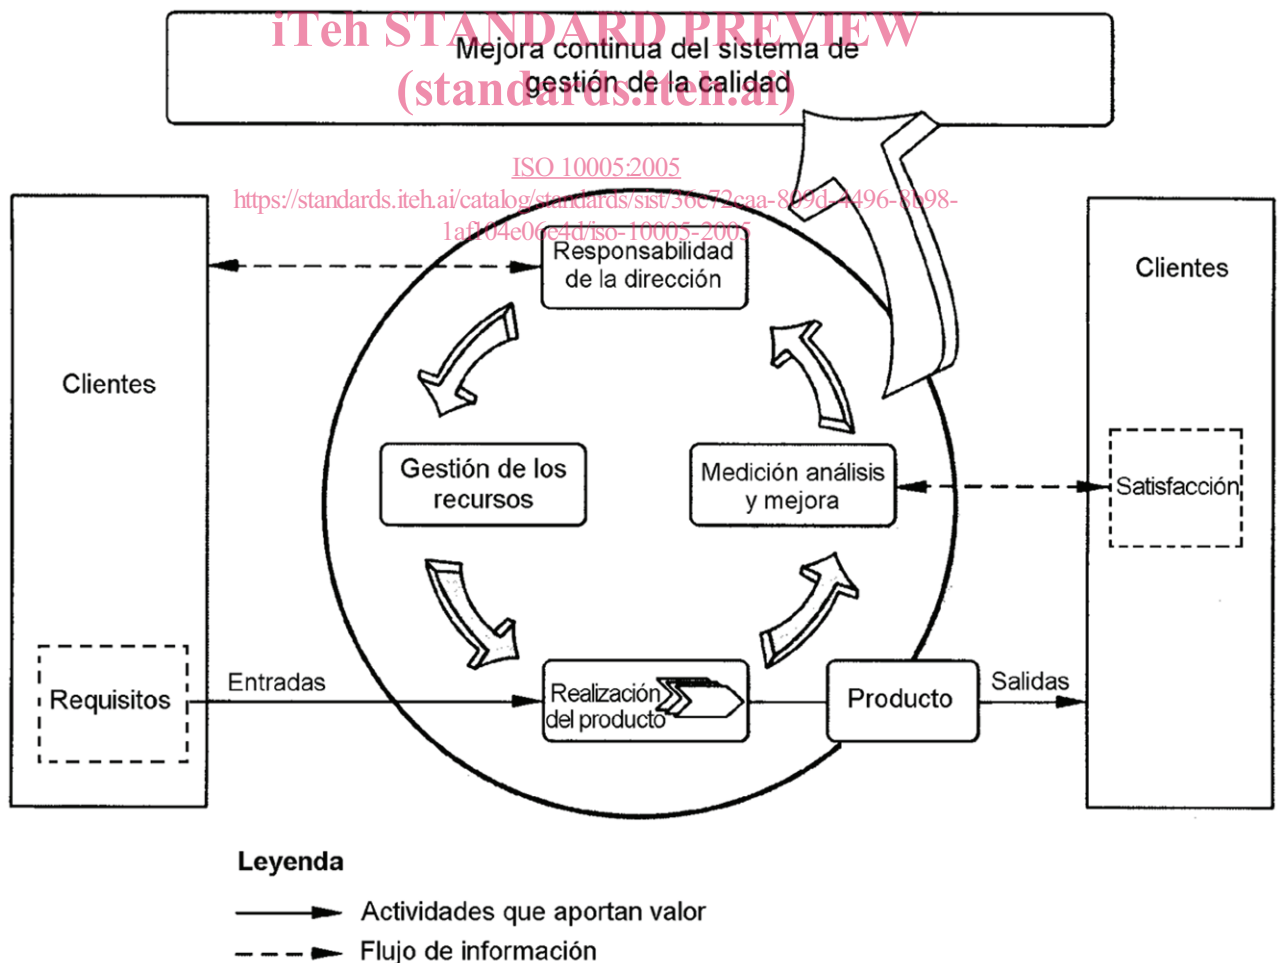 iTeh STANDARD PREVIEW
Mejora continua del sistema de
gestión de la calidad
(standards.iteh.ai)
ISO 10005:2005
https://standards.iteh.ai/catalog/standards/sist/36c72caa-809d-4496-8b98-
1af104e06e4d/iso-10005-2005
Responsabilidad
de la dirección
Clientes
Clientes
Gestión de los
recursos
Medición análisis
y mejora
Satisfacción
Requisitos
Entradas
Realización
del producto
Producto
Salidas
Leyenda
Actividades que aportan valor
Flujo de información